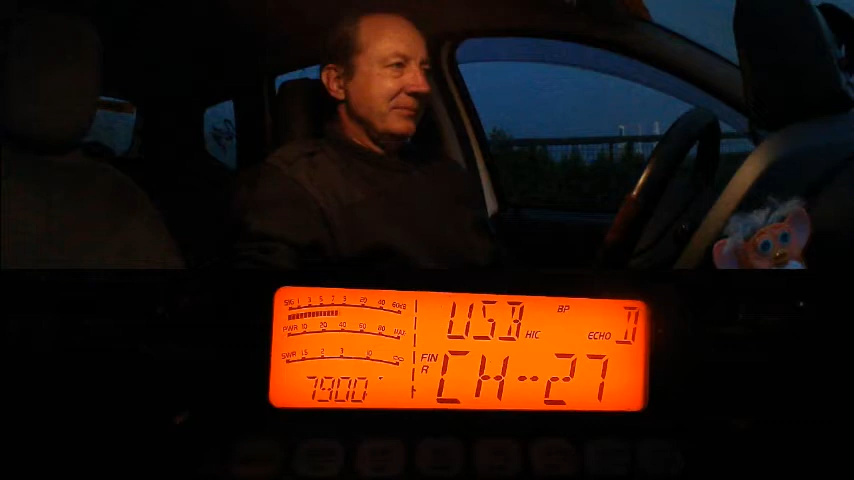 SIG 1 3 5 7 9 20 40 60dB
PWR 10 20 40 60 80 MAX
SWR 1.5 2 3 10 ∞
7900
USB HIC BP ECHO D
FIN
R
CH--27